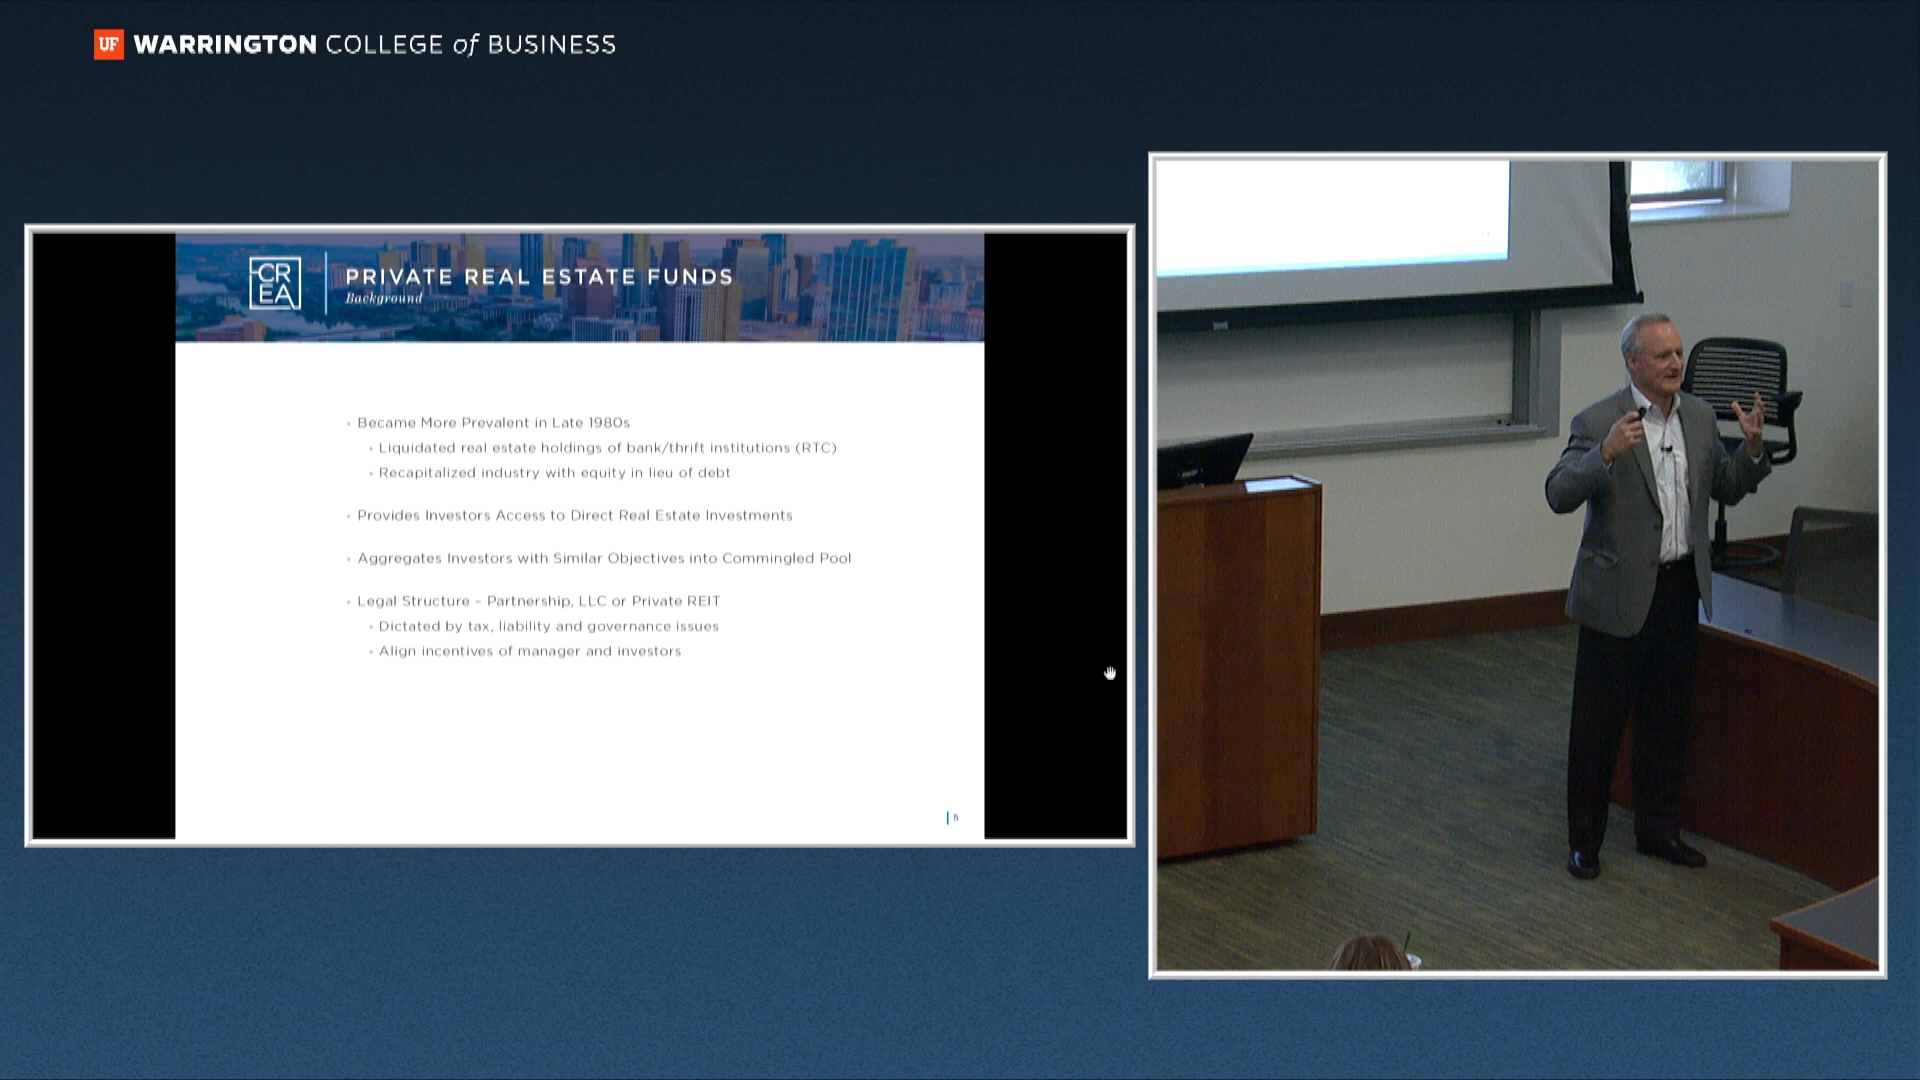 UF WARRINGTON COLLEGE of BUSINESS
CR
EA
PRIVATE REAL ESTATE FUNDS
Background
• Became More Prevalent in Late 1980s
• Liquidated real estate holdings of bank/thrift institutions (RTC)
• Recapitalized industry with equity in lieu of debt
• Provides Investors Access to Direct Real Estate Investments
• Aggregates Investors with Similar Objectives into Commingled Pool
• Legal Structure – Partnership, LLC or Private REIT
• Dictated by tax, liability and governance issues
• Align incentives of manager and investors